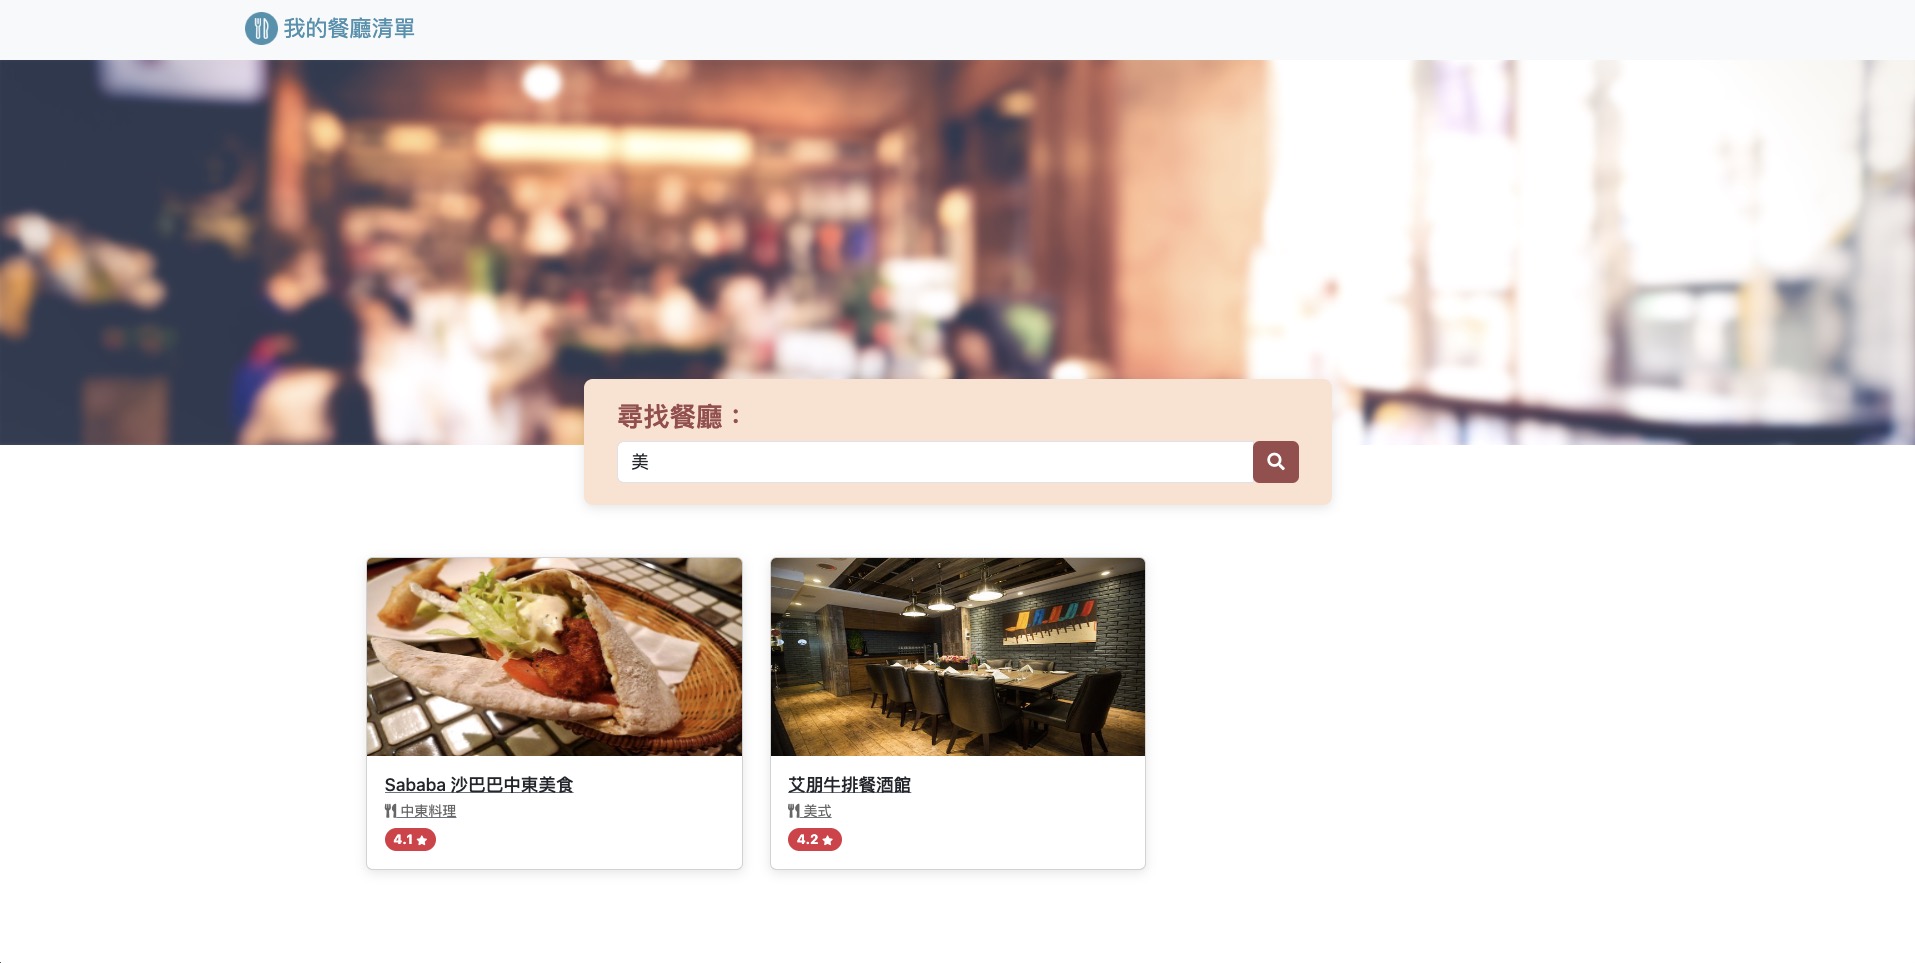 我的餐廳清單
尋找餐廳：
美
Sababa 沙巴巴中東美食
中東料理
4.1
艾朋牛排餐酒館
美式
4.2